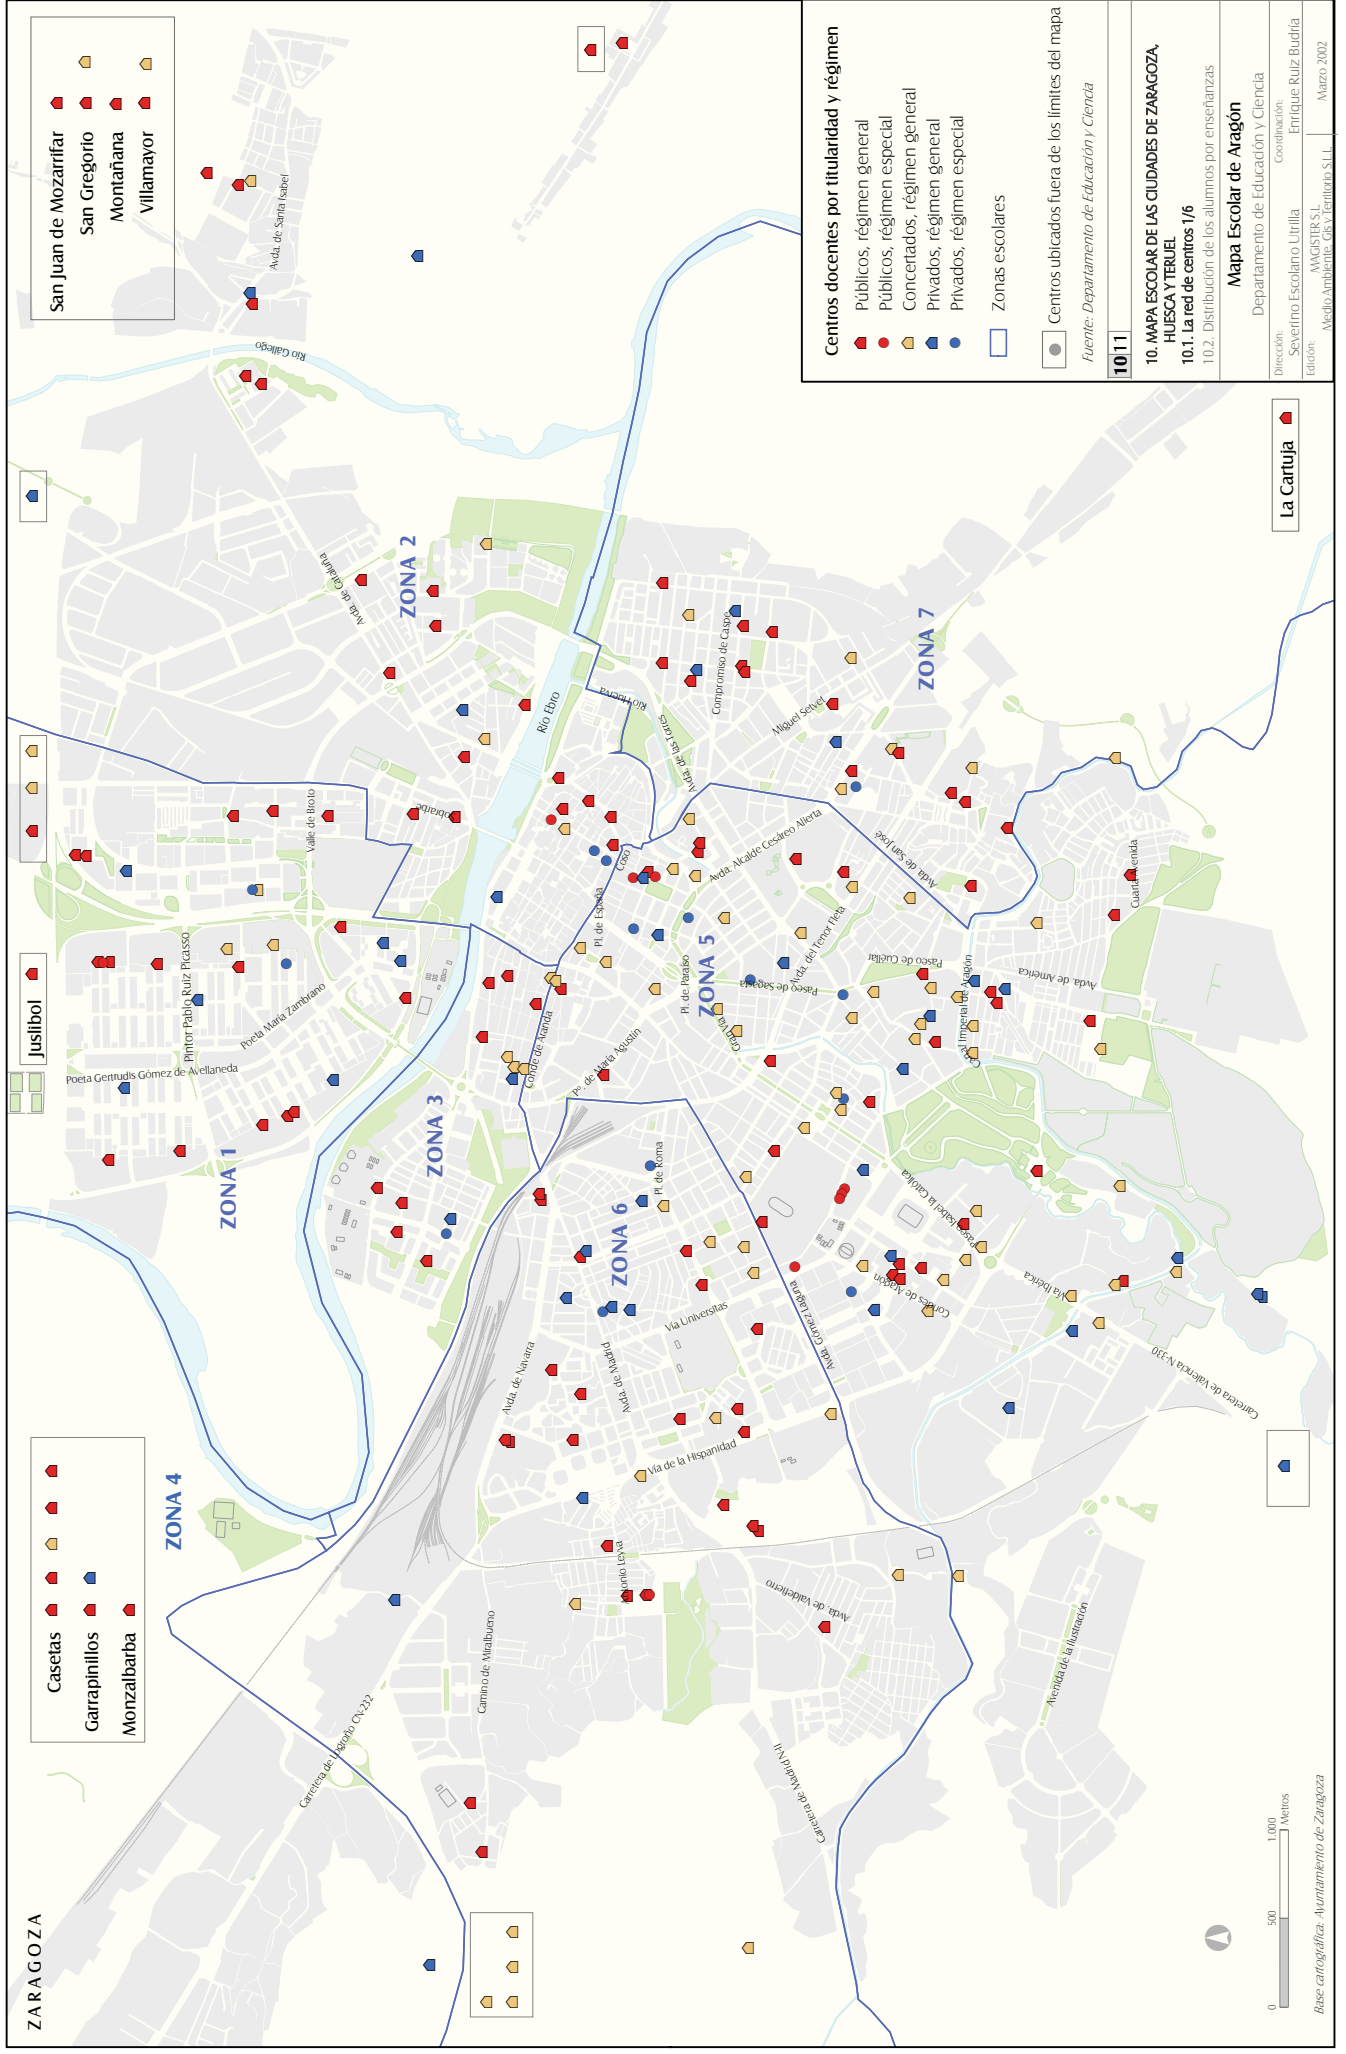 ZARAGOZA
Casetas
Garrapinillos
Monzalbarba
ZONA 4
Juslibol
San Juan de Mozarrifar
San Gregorio
Montañana
Villamayor
Avda. de Santa Isabel
Río Gállego
Poeta Gertrudis Gómez de Avellaneda
Pintor Pablo Ruiz Picasso
Poeta María Zambrano
Valle de Broto
Sobrarbe
ZONA 1
Avda. de Cataluña
ZONA 2
ZONA 3
Río Ebro
Río Huerva
Carretera de Logroño CN-232
Camino de Miralbueno
Avda. de Navarra
Conde de Aranda
Pº. de María Agustín
Pl. de España
Coso
Avda. de las Torres
Compromiso de Caspe
Miguel Servet
ZONA 6
Pl. de Roma
Avda. de Madrid
Vía Universitas
Vía de la Hispanidad
Antonio Leyva
Avda. de Valdefierro
Avda. Gómez Laguna
Gran Vía
Pl. de Paraíso
ZONA 5
Paseo de Sagasta
Avda. Alcalde Cesáreo Alierta
Avda. del Tenor Fleta
Avda. de San José
Paseo de Cuéllar
ZONA 7
Canal Imperial de Aragón
Avda. de América
Cuarta Avenida
Paseo Isabel la Católica
Condes de Aragón
Vía Ibérica
Carretera de Valencia N-330
Carretera de Madrid N-II
Avenida de la Ilustración
La Cartuja
0 500 1.000
Metros
Base cartográfica: Ayuntamiento de Zaragoza
Centros docentes por titularidad y régimen
Públicos, régimen general
Públicos, régimen especial
Concertados, régimen general
Privados, régimen general
Privados, régimen especial
Zonas escolares
Centros ubicados fuera de los límites del mapa
Fuente: Departamento de Educación y Ciencia
10 11
10. MAPA ESCOLAR DE LAS CIUDADES DE ZARAGOZA,
HUESCA Y TERUEL
10.1. La red de centros 1/6
10.2. Distribución de los alumnos por enseñanzas
Mapa Escolar de Aragón
Departamento de Educación y Ciencia
Dirección:
Severino Escolano Utrilla
Coordinación:
Enrique Ruiz Budría
Edición:
MAGISTER S.L.
Medio Ambiente, Gis y Territorio S.L.L.
Marzo 2002